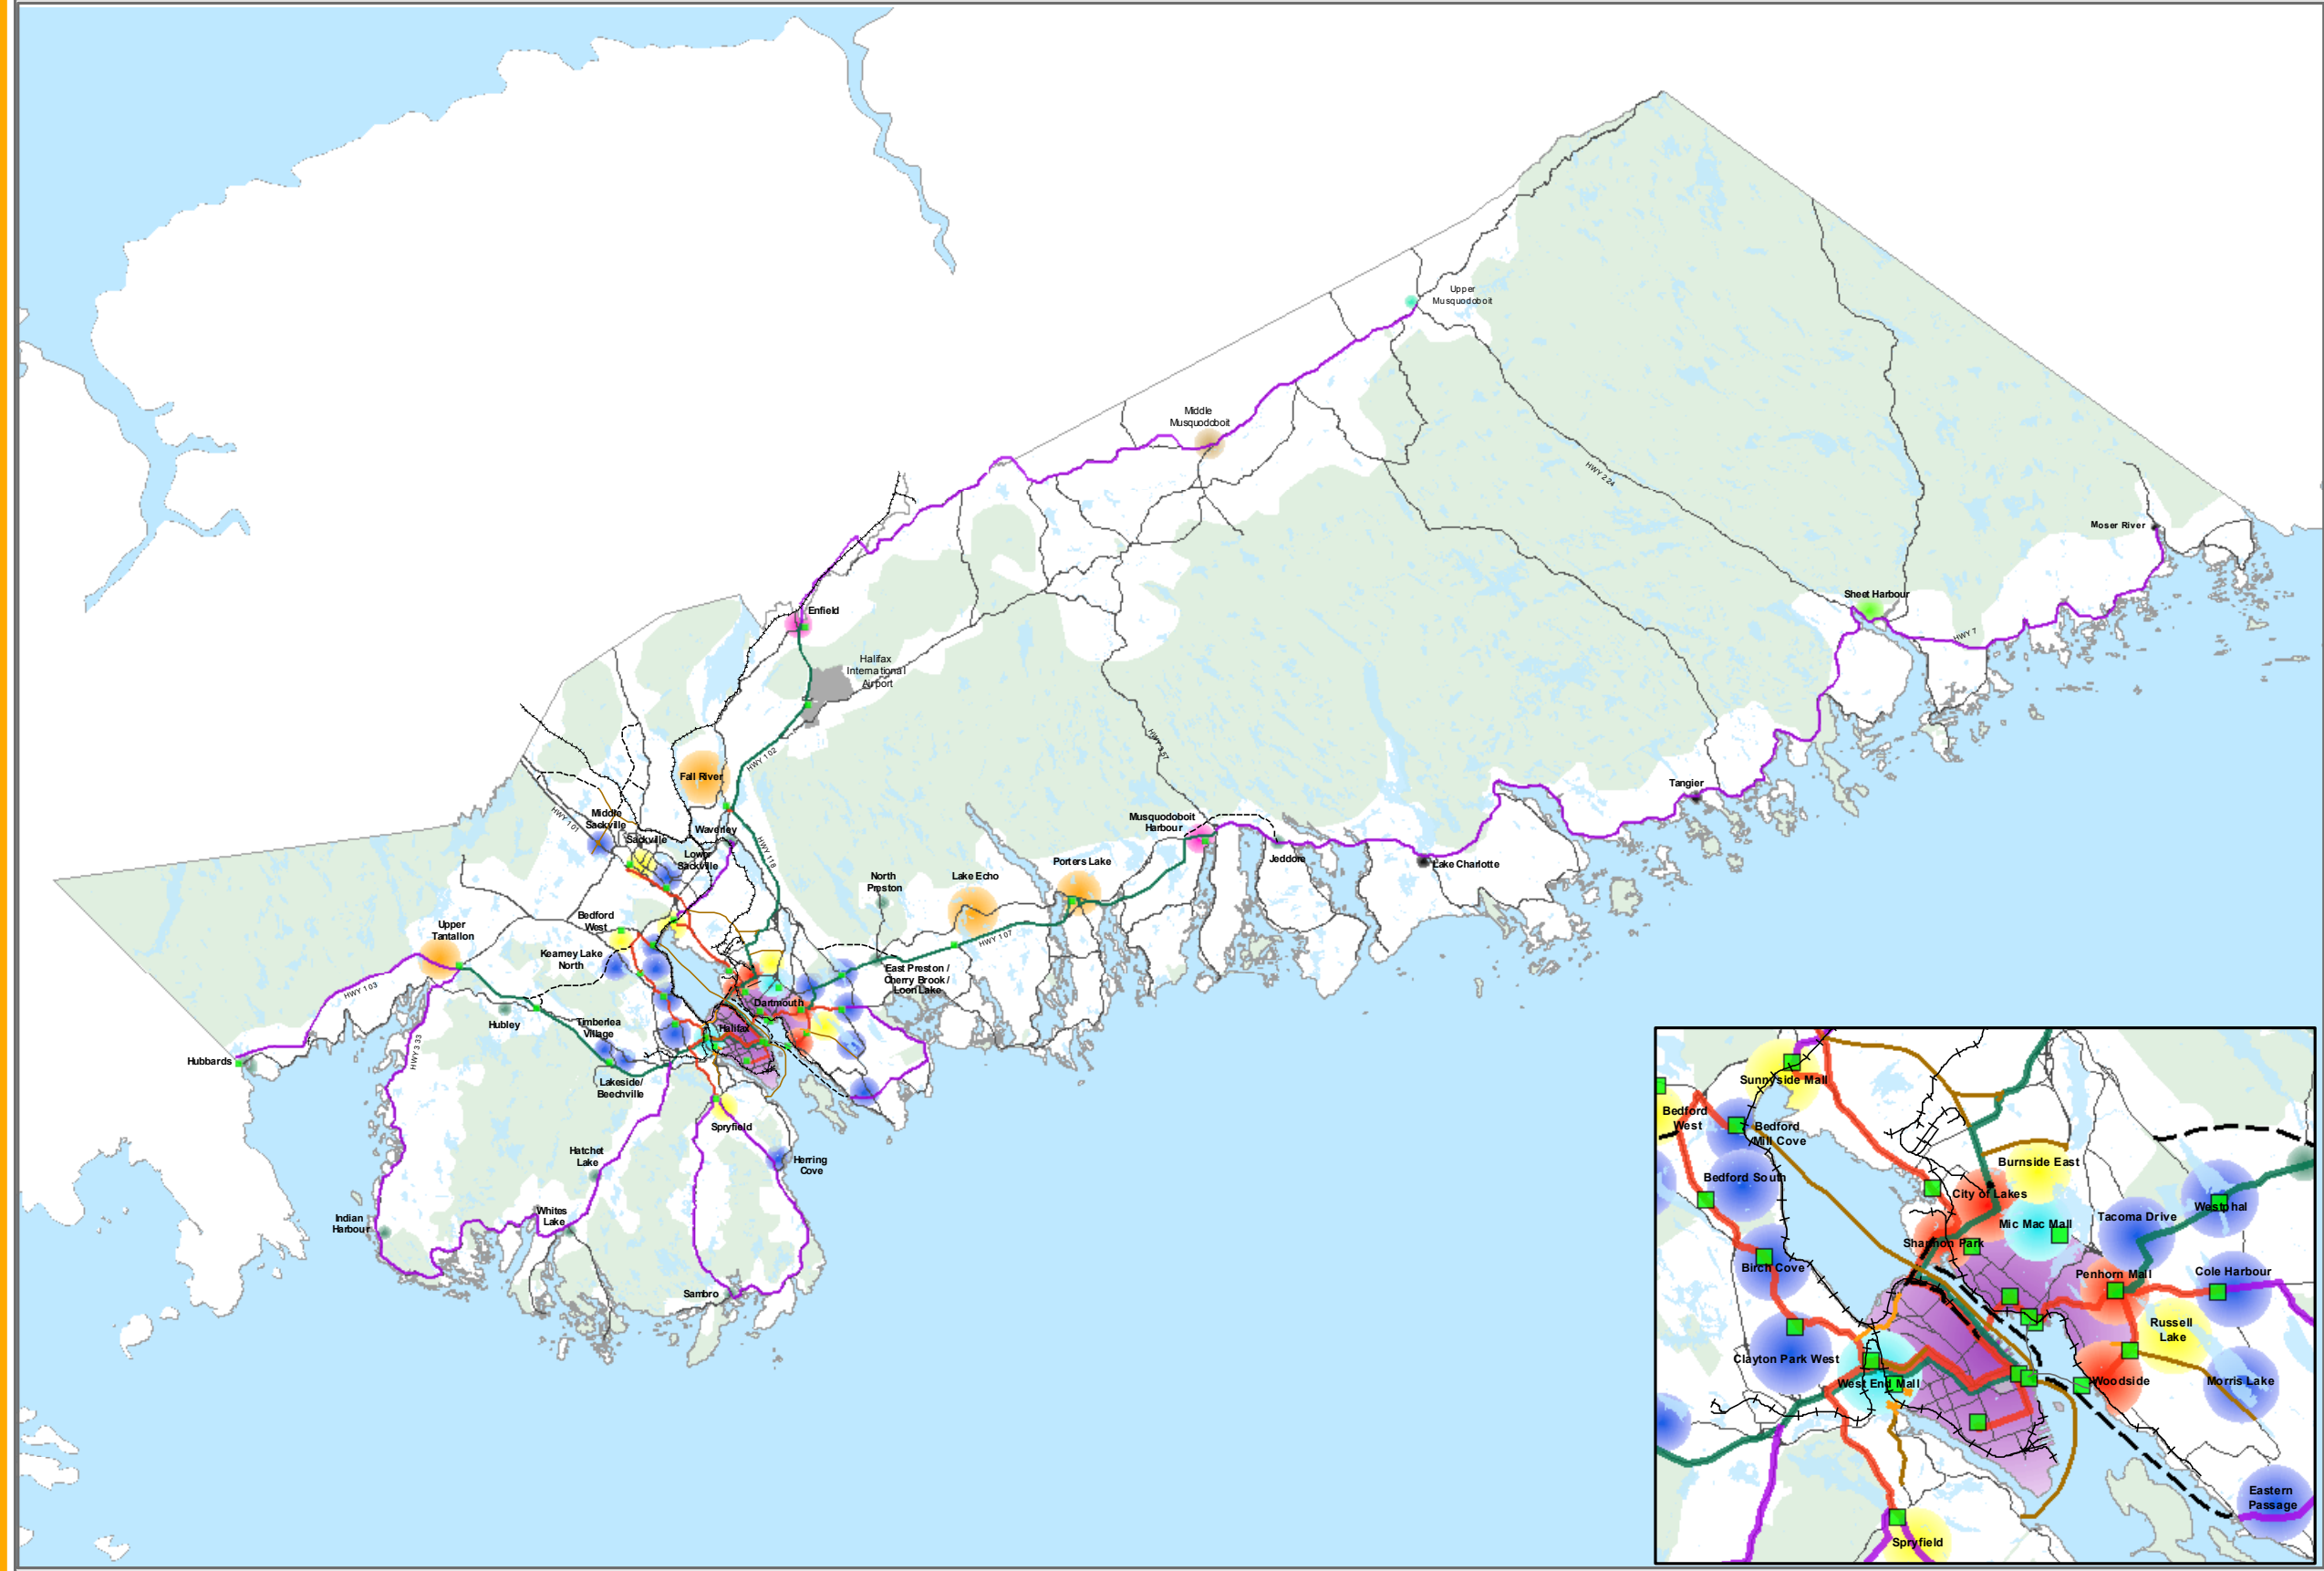 Upper
Musquodoboit
Middle
Musquodoboit
HWY 224
Moser River
Sheet Harbour
HWY 7
Enfield
Halifax
International
Airport
HWY 102
Fall River
HWY 357
Tangier
HWY 101
Middle
Sackville
Sackville
Waverley
Lower
Sackville
HWY 118
Musquodoboit
Harbour
Jeddore
Lake Charlotte
Porters Lake
Lake Echo
North
Preston
HWY 107
Bedford
West
Upper
Tantallon
Kearney Lake
North
East Preston /
Cherry Brook /
Loon Lake
HWY 103
Dartmouth
Hubley
Timberlea
Village
Halifax
HWY 333
Hubbards
Lakeside/
Beechville
Spryfield
Hatchet
Lake
Herring
Cove
Whites
Lake
Indian
Harbour
Sambro
Sunnyside Mall
Bedford
West
Bedford
Mill Cove
Burnside East
Bedford South
City of Lakes
Westphal
Tacoma Drive
Mic Mac Mall
Shannon Park
Birch Cove
Penhorn Mall
Cole Harbour
Russell
Lake
Clayton Park West
West End Mall
Woodside
Morris Lake
Eastern
Passage
Spryfield